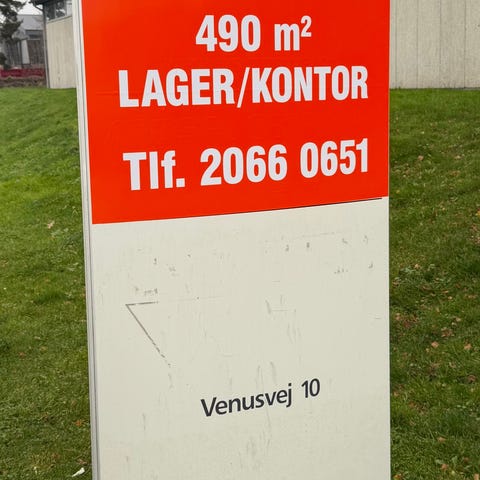 490 m²
LAGER/KONTOR
Tlf. 2066 0651
Venusvej 10